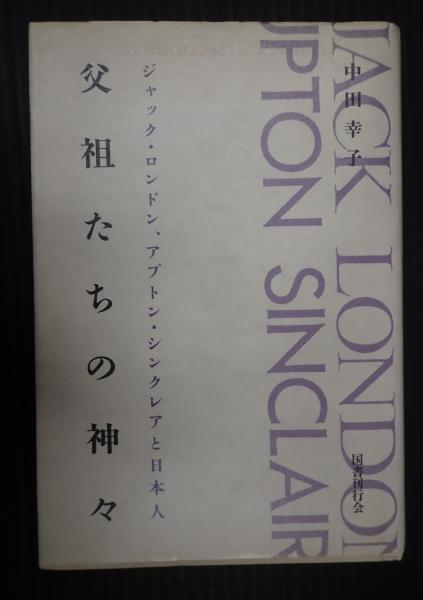 JACK LONDON
UPTON SINCLAIR
中田幸子
国書刊行会
ジャック・ロンドン、アプトン・シンクレアと日本人
父祖たちの神々